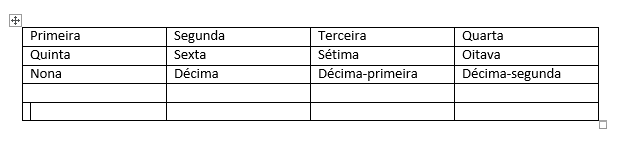 Primeira Segunda Terceira Quarta
Quinta Sexta Sétima Oitava
Nona Décima Décima-primeira Décima-segunda